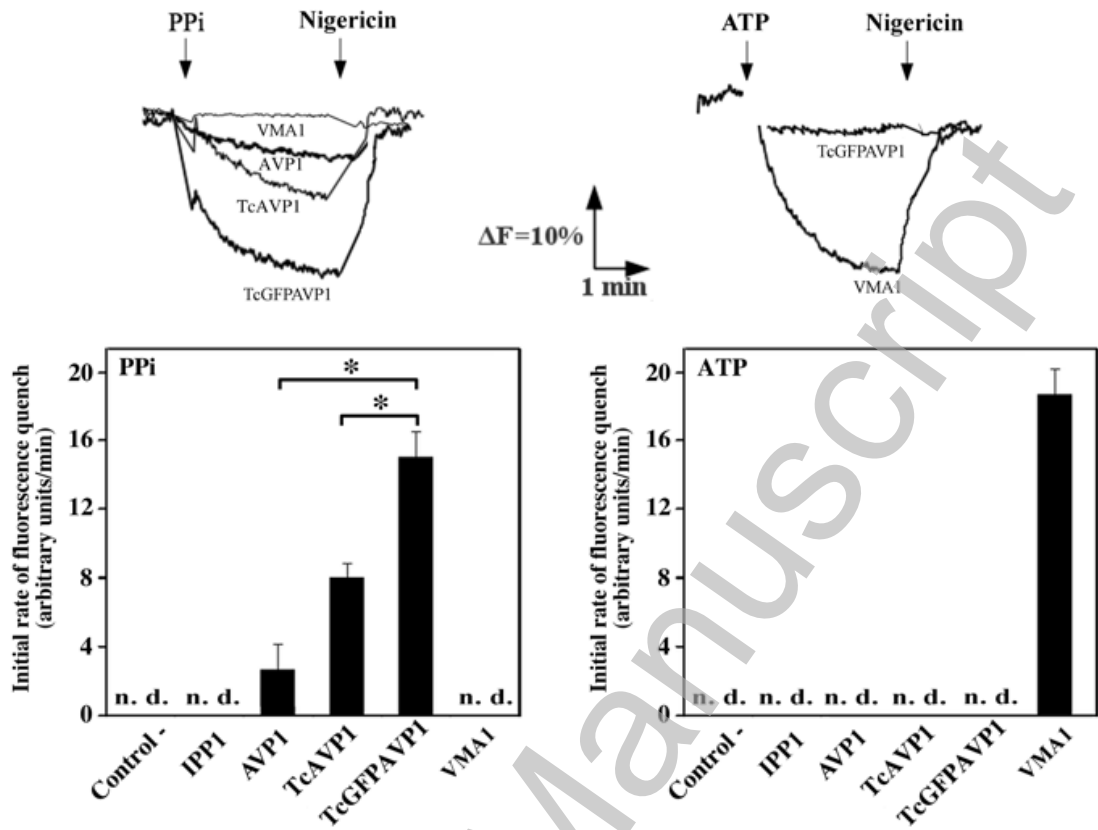 PPi
Nigericin
VMA1
AVP1
TcAVP1
TcGFPAVP1
ATP
Nigericin
TcGFPAVP1
VMA1
ΔF=10%
1 min
PPi
Initial rate of fluorescence quench
(arbitrary units/min)
20
16
12
8
4
0
*
*
n. d.
n. d.
n. d.
Control -
IPP1
AVP1
TcAVP1
TcGFPAVP1
VMA1
ATP
Initial rate of fluorescence quench
(arbitrary units/min)
20
16
12
8
4
0
n. d.
n. d.
n. d.
n. d.
n. d.
Control -
IPP1
AVP1
TcAVP1
TcGFPAVP1
VMA1
Manuscript